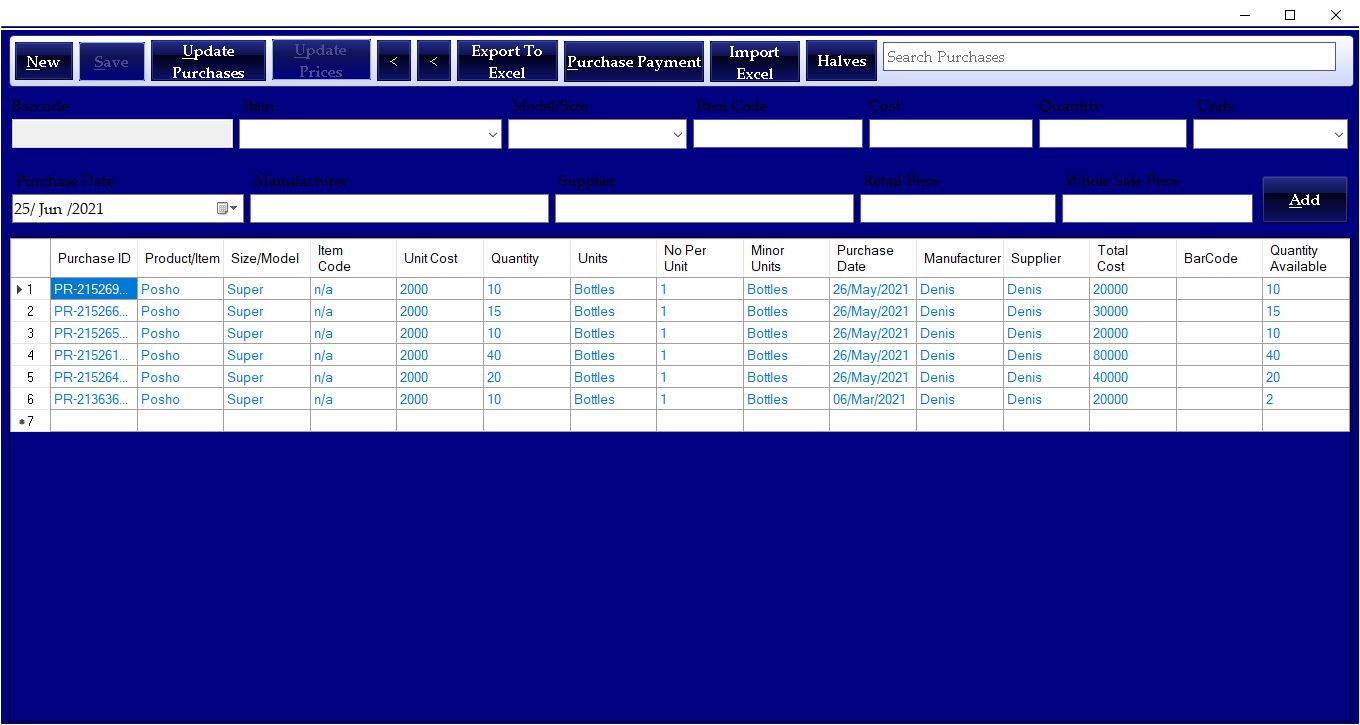 New Save Update Purchases Update Prices < < Export To Excel Purchase Payment Import Excel Halves Search Purchases
Barcode Item Model/Size Item Code Cost Quantity Units
Purchase Date Manufacturer Supplier Retail Price Whole Sale Price
25/ Jun /2021 Add
Purchase ID Product/Item Size/Model Item Code Unit Cost Quantity Units No Per Unit Minor Units Purchase Date Manufacturer Supplier Total Cost BarCode Quantity Available
1 PR-215269... Posho Super n/a 2000 10 Bottles 1 Bottles 26/May/2021 Denis Denis 20000 10
2 PR-215266... Posho Super n/a 2000 15 Bottles 1 Bottles 26/May/2021 Denis Denis 30000 15
3 PR-215265... Posho Super n/a 2000 10 Bottles 1 Bottles 26/May/2021 Denis Denis 20000 10
4 PR-215261... Posho Super n/a 2000 40 Bottles 1 Bottles 26/May/2021 Denis Denis 80000 40
5 PR-215264... Posho Super n/a 2000 20 Bottles 1 Bottles 26/May/2021 Denis Denis 40000 20
6 PR-213636... Posho Super n/a 2000 10 Bottles 1 Bottles 06/Mar/2021 Denis Denis 20000 2
7